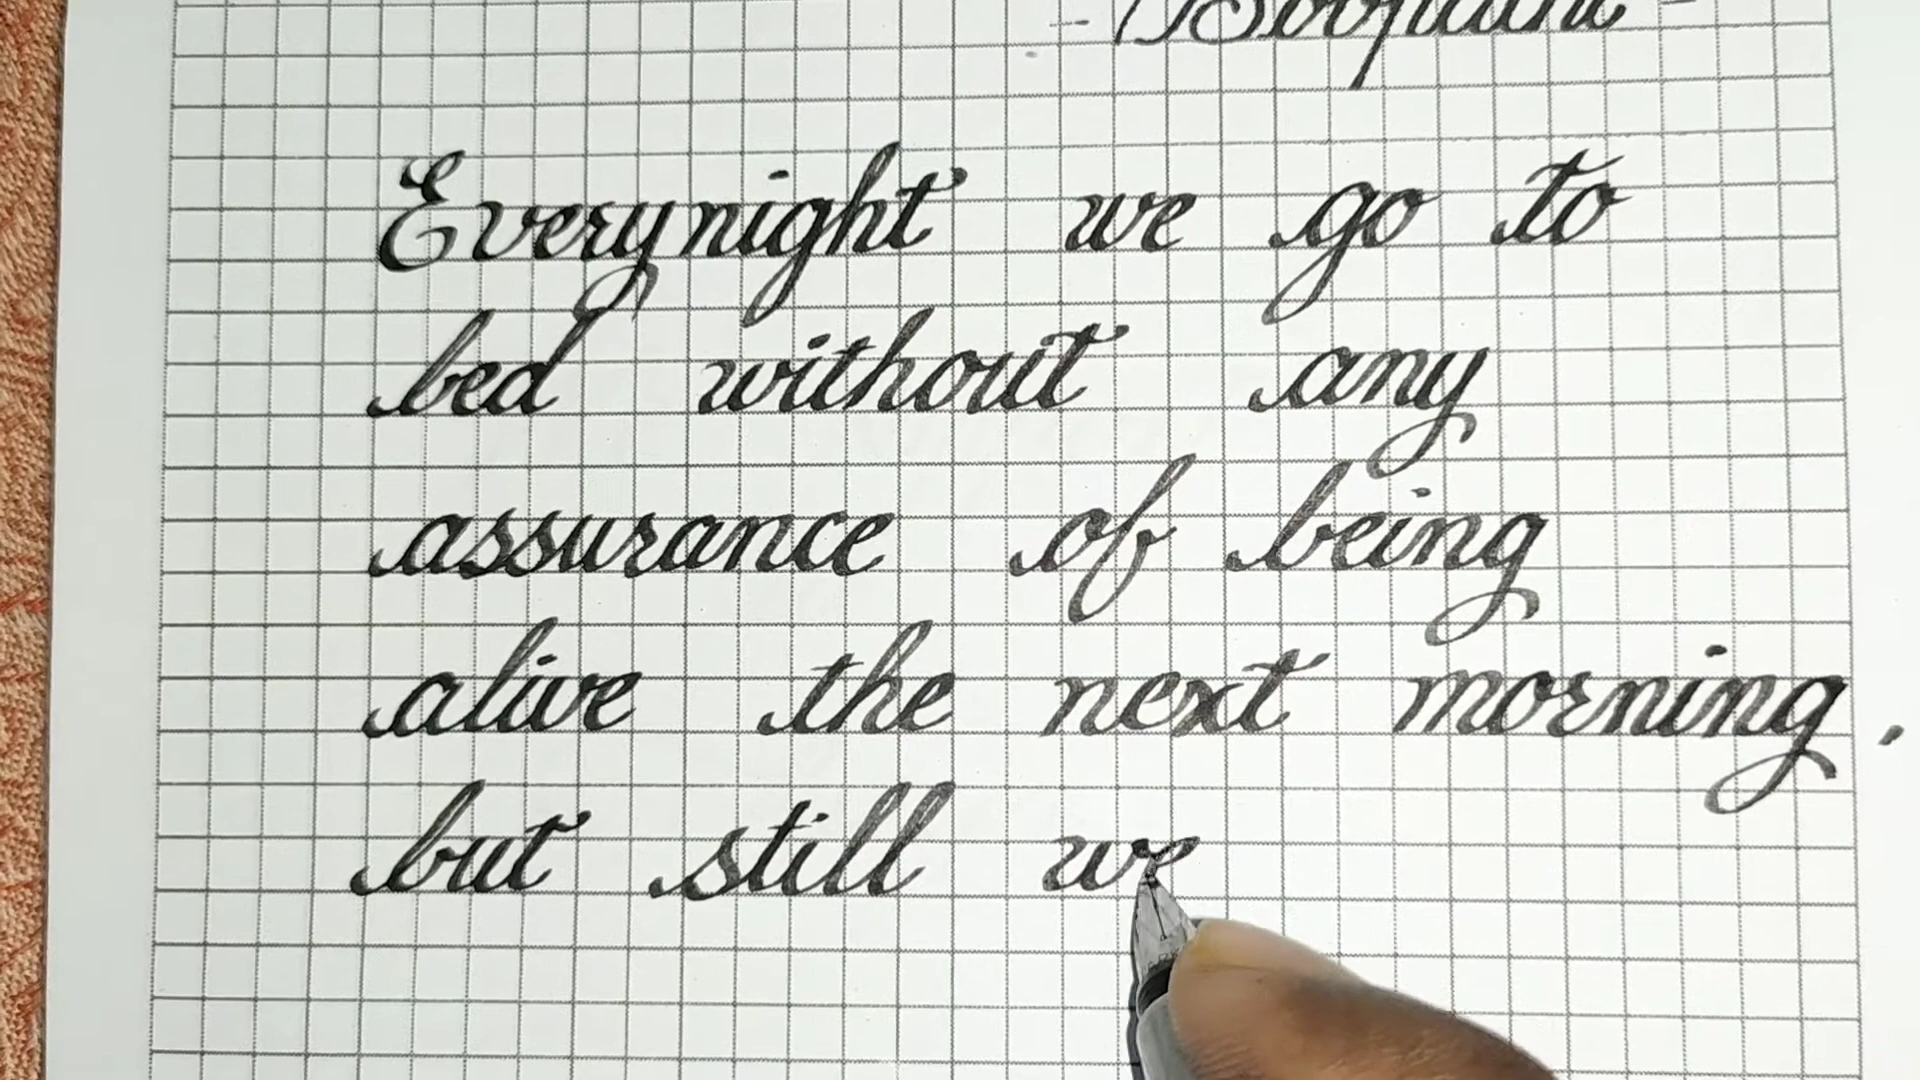 Everynight we go to
bed without any
assurance of being
alive the next morning.
but still we